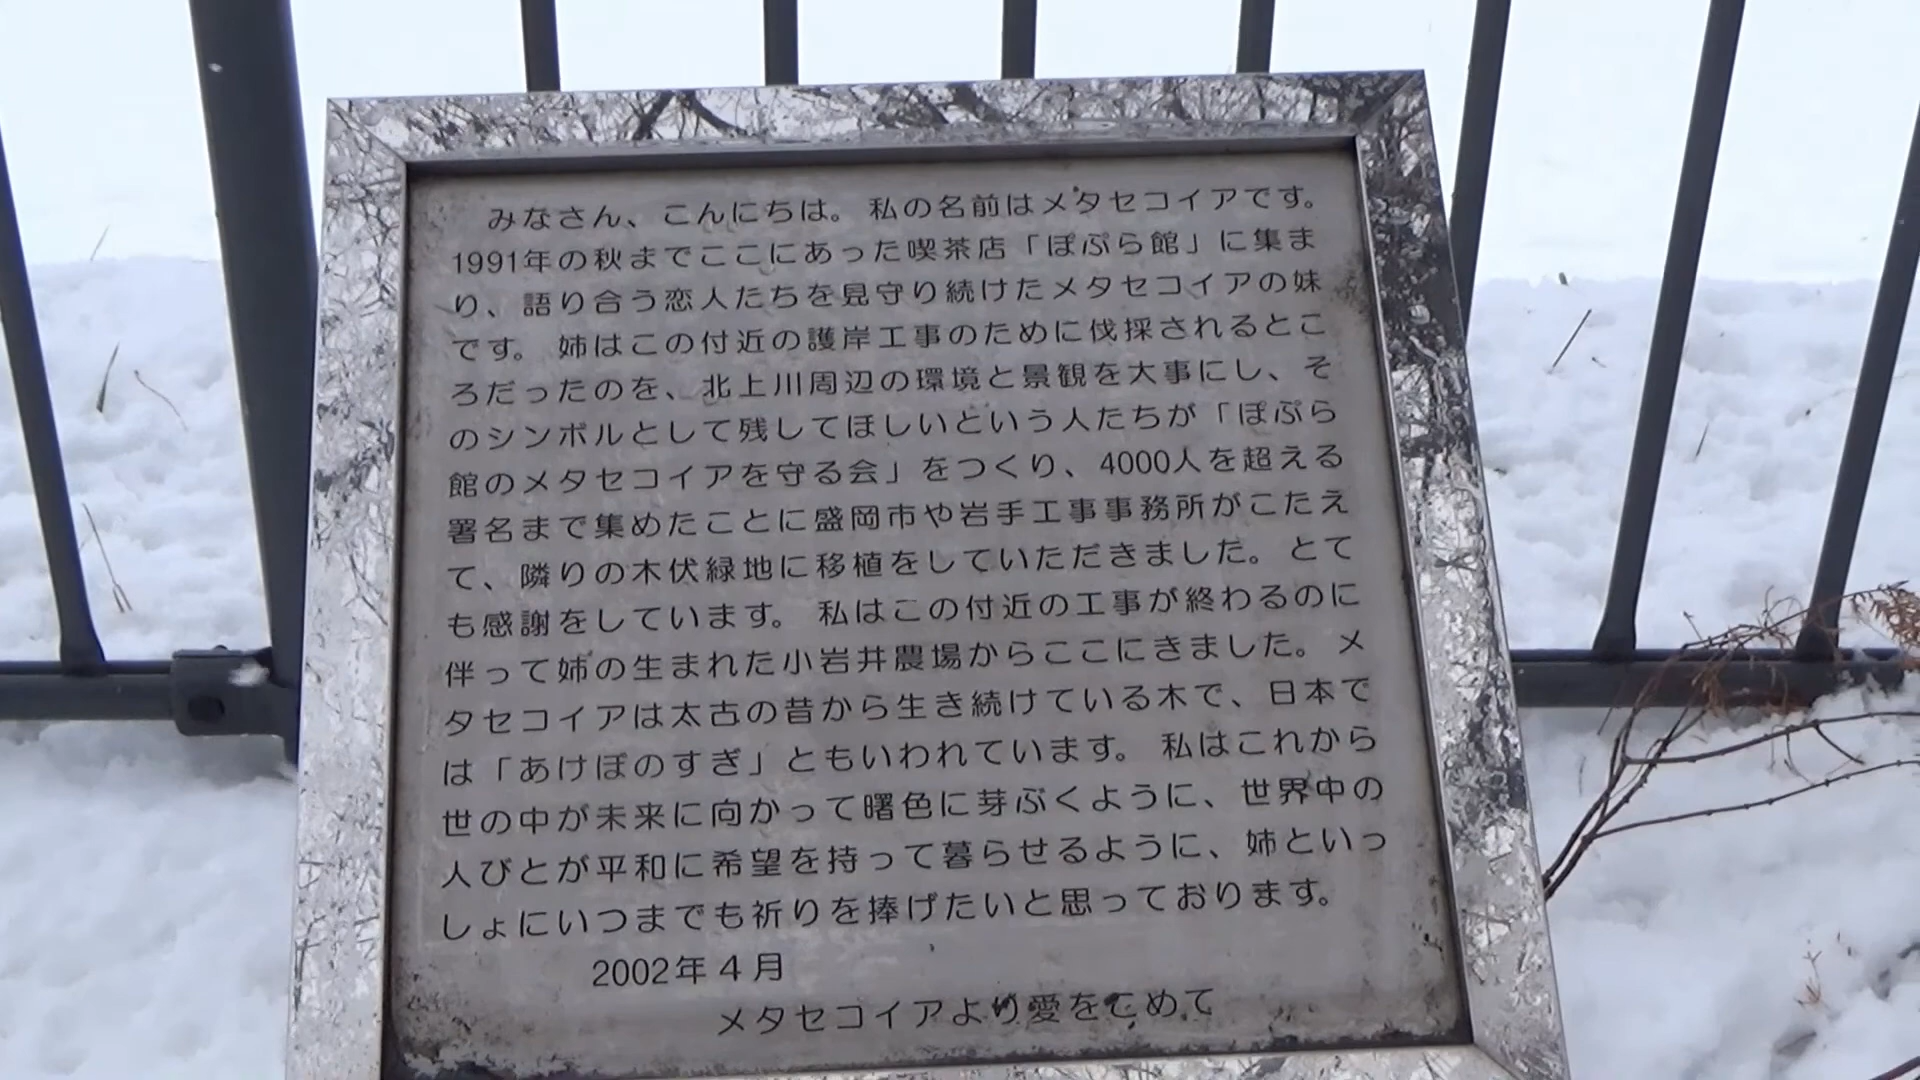 みなさん、こんにちは。 私の名前はメタセコイアです。
1991年の秋までここにあった喫茶店「ぽぷら館」に集ま
り、語り合う恋人たちを見守り続けたメタセコイアの妹
です。 姉はこの付近の護岸工事のために伐採されるとこ
ろだったのを、北上川周辺の環境と景観を大事にし、そ
のシンボルとして残してほしいという人たちが「ぽぷら
館のメタセコイアを守る会」をつくり、4000人を超える
署名まで集めたことに盛岡市や岩手工事事務所がこたえ
て、隣りの木伏緑地に移植をしていただきました。 とて
も感謝をしています。 私はこの付近の工事が終わるのに
伴って姉の生まれた小岩井農場からここにきました。 メ
タセコイアは太古の昔から生き続けている木で、日本で
は「あけぼのすぎ」ともいわれています。 私はこれから
世の中が未来に向かって曙色に芽ぶくように、世界中の
人びとが平和に希望を持って暮らせるように、姉といっ
しょにいつまでも祈りを捧げたいと思っております。
2002年４月
メタセコイアより愛をこめて